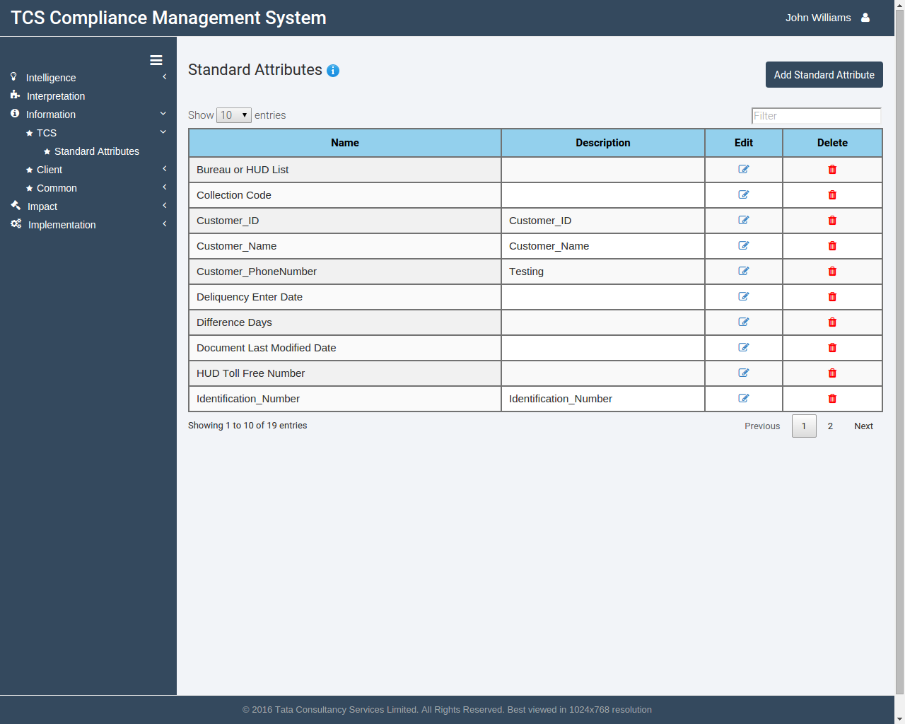 TCS Compliance Management System
John Williams
Intelligence
Interpretation
Information
TCS
Standard Attributes
Client
Common
Impact
Implementation
Standard Attributes
Add Standard Attribute
Show 10 entries
Filter
Name Description Edit Delete
Bureau or HUD List
Collection Code
Customer_ID Customer_ID
Customer_Name Customer_Name
Customer_PhoneNumber Testing
Deliquency Enter Date
Difference Days
Document Last Modified Date
HUD Toll Free Number
Identification_Number Identification_Number
Showing 1 to 10 of 19 entries
Previous 1 2 Next
© 2016 Tata Consultancy Services Limited. All Rights Reserved. Best viewed in 1024x768 resolution